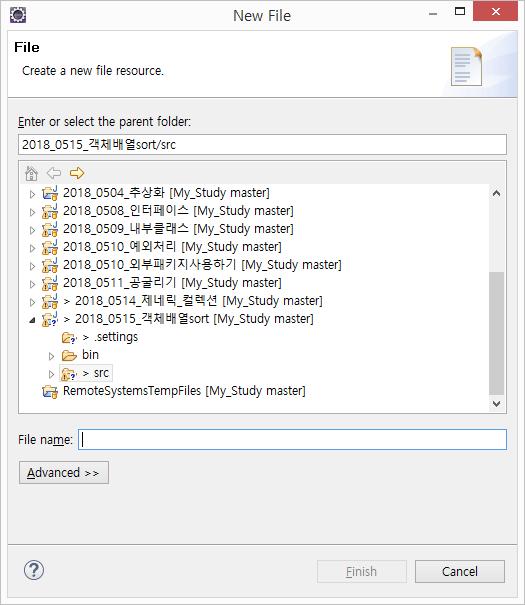 New File
File
Create a new file resource.
Enter or select the parent folder:
2018_0515_객체배열sort/src
2018_0504_추상화 [My_Study master]
2018_0508_인터페이스 [My_Study master]
2018_0509_내부클래스 [My_Study master]
2018_0510_예외처리 [My_Study master]
2018_0510_외부패키지사용하기 [My_Study master]
2018_0511_공굴리기 [My_Study master]
> 2018_0514_제네릭_컬렉션 [My_Study master]
> 2018_0515_객체배열sort [My_Study master]
> .settings
bin
> src
RemoteSystemsTempFiles [My_Study master]
File name:
Advanced >>
?
Finish
Cancel